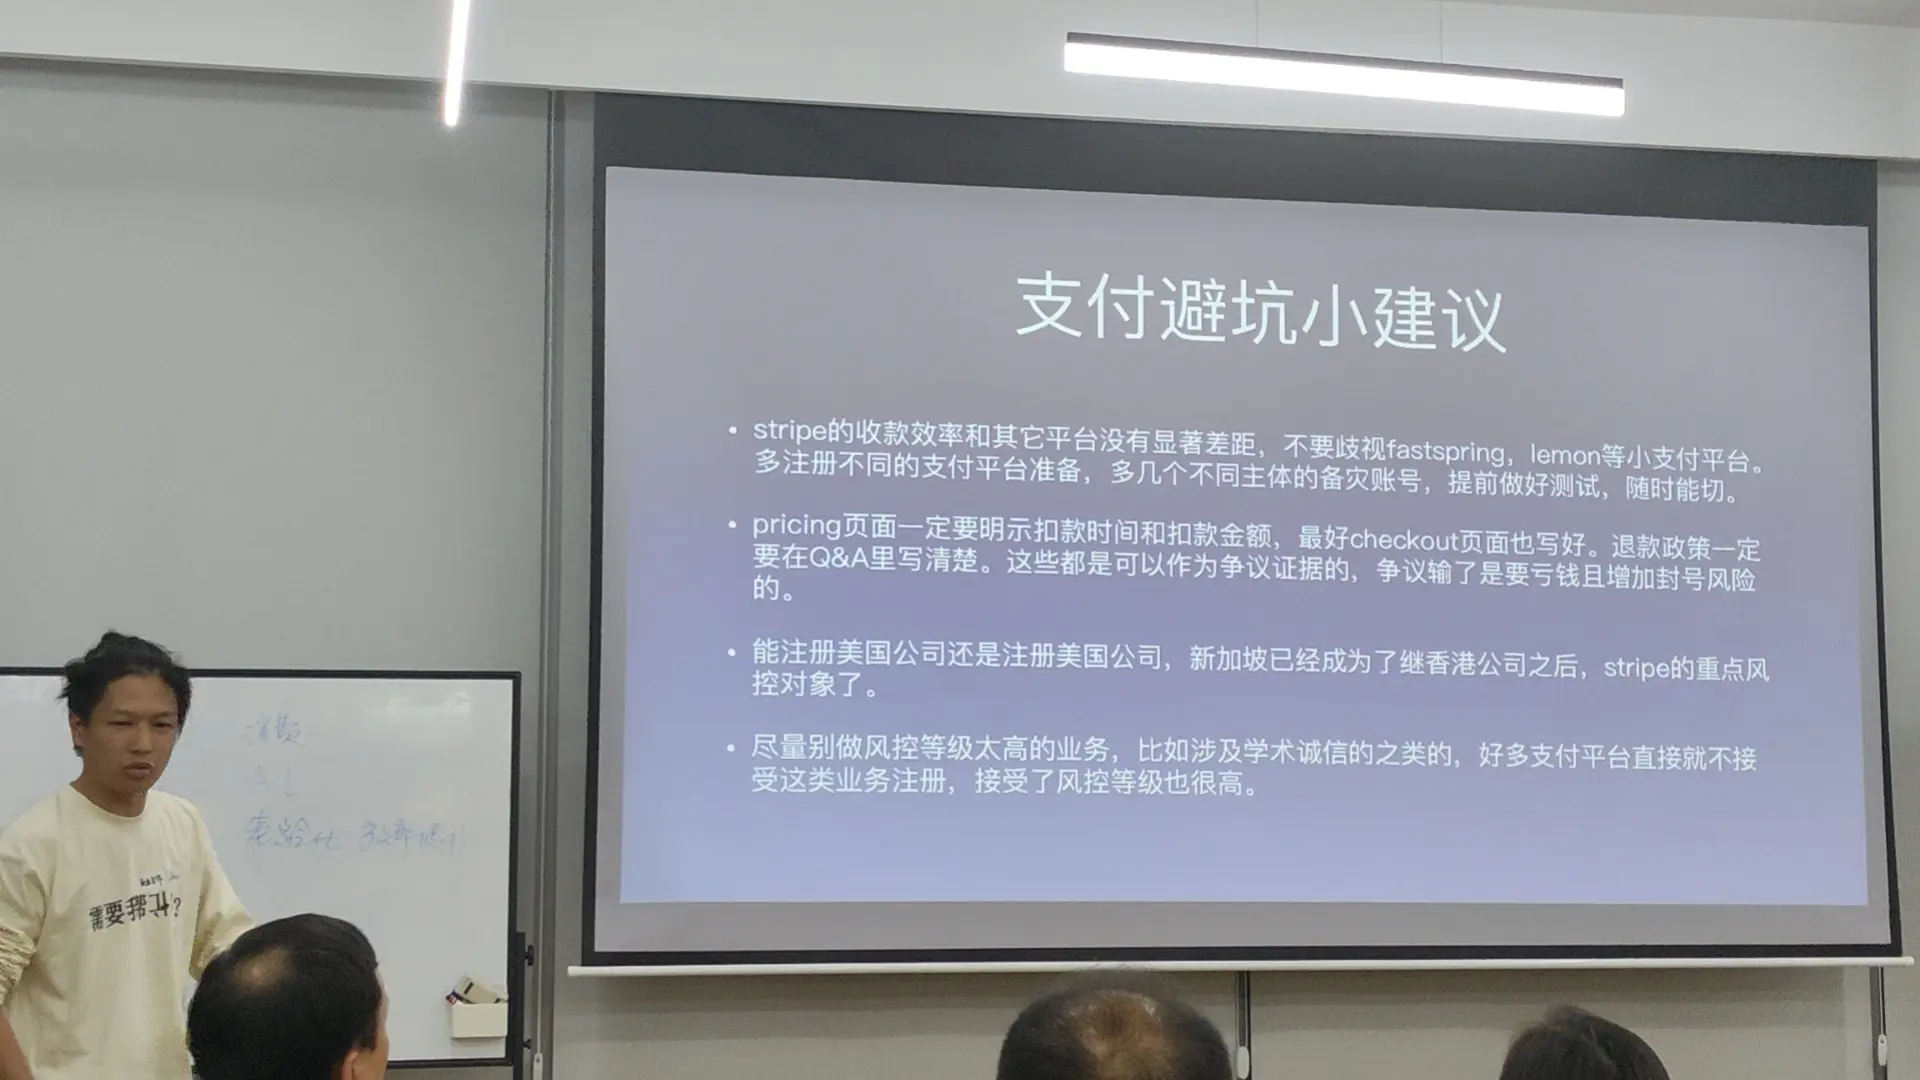 支付避坑小建议
• stripe的收款效率和其它平台没有显著差距，不要歧视fastspring，lemon等小支付平台。
多注册不同的支付平台准备，多几个不同主体的备灾账号，提前做好测试，随时能切。
• pricing页面一定要明示扣款时间和扣款金额，最好checkout页面也写好。退款政策一定
要在Q&A里写清楚。这些都是可以作为争议证据的，争议输了是要亏钱且增加封号风险
的。
• 能注册美国公司还是注册美国公司，新加坡已经成为了继香港公司之后，stripe的重点风
控对象了。
• 尽量别做风控等级太高的业务，比如涉及学术诚信的之类的，好多支付平台直接就不接
受这类业务注册，接受了风控等级也很高。
消费
AI
需要我